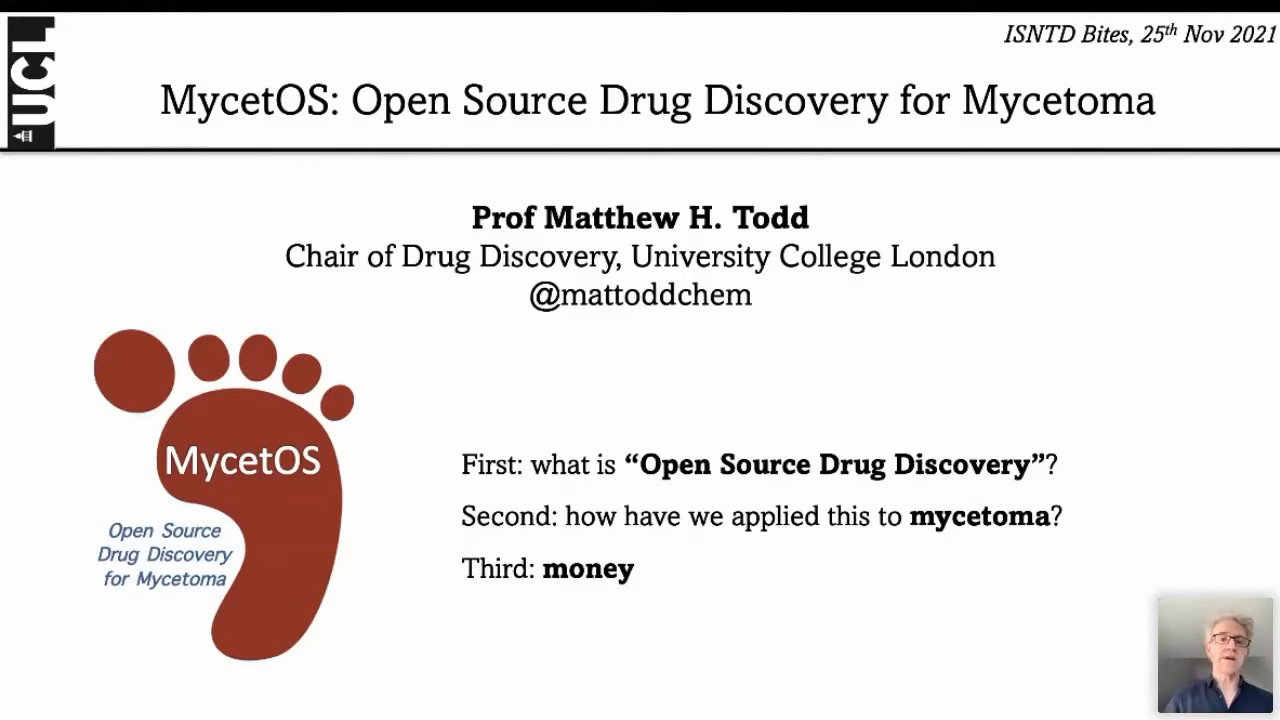 UCL
ISNTD Bites, 25th Nov 2021
MycetOS: Open Source Drug Discovery for Mycetoma
Prof Matthew H. Todd
Chair of Drug Discovery, University College London
@mattoddchem
MycetOS
Open Source
Drug Discovery
for Mycetoma
First: what is “Open Source Drug Discovery”?
Second: how have we applied this to mycetoma?
Third: money